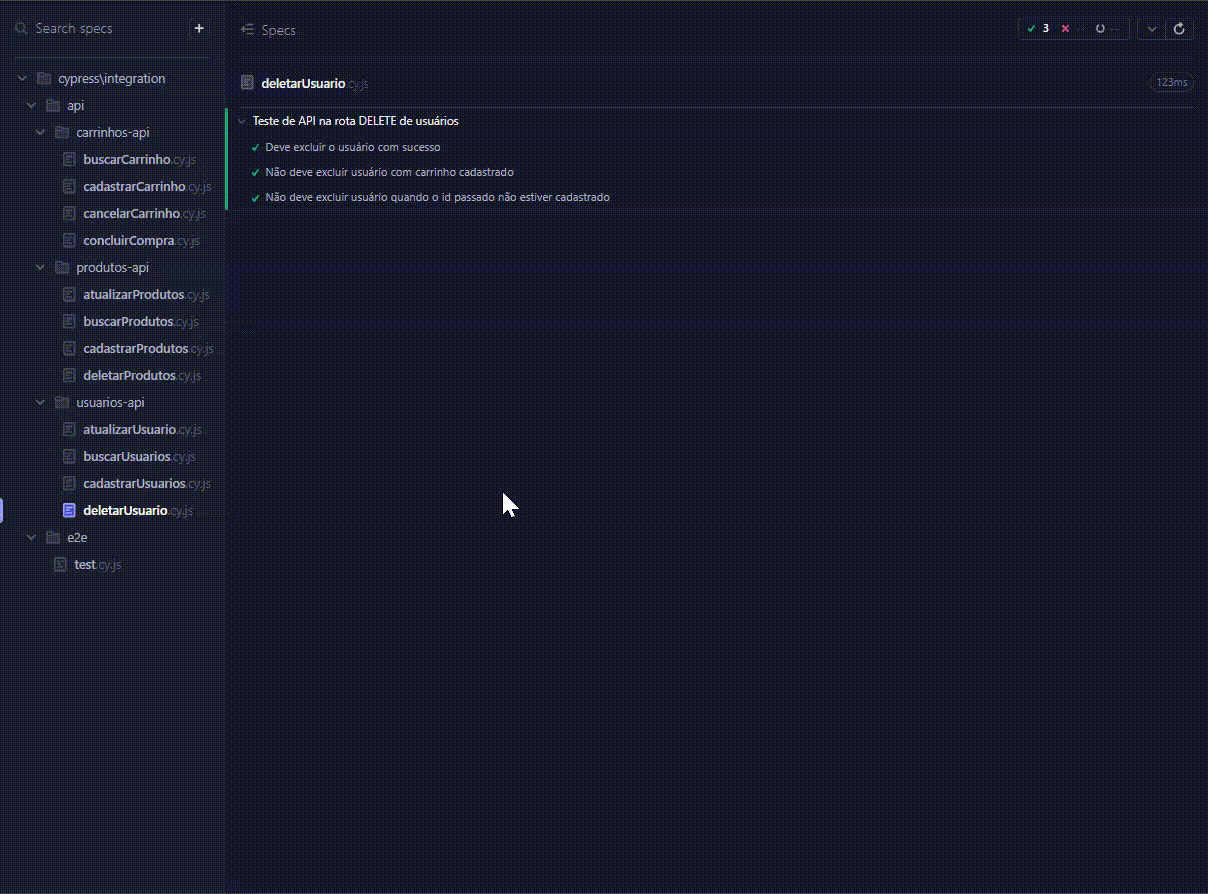 Search specs
+
cypress\integration
api
carrinhos-api
buscarCarrinho.cy.js
cadastrarCarrinho.cy.js
cancelarCarrinho.cy.js
concluirCompra.cy.js
produtos-api
atualizarProdutos.cy.js
buscarProdutos.cy.js
cadastrarProdutos.cy.js
deletarProdutos.cy.js
usuarios-api
atualizarUsuario.cy.js
buscarUsuarios.cy.js
cadastrarUsuarios.cy.js
deletarUsuario.cy.js
e2e
test.cy.js
Specs
3 -- --
deletarUsuario.cy.js 123ms
Teste de API na rota DELETE de usuários
Deve excluir o usuário com sucesso
Não deve excluir usuário com carrinho cadastrado
Não deve excluir usuário quando o id passado não estiver cadastrado